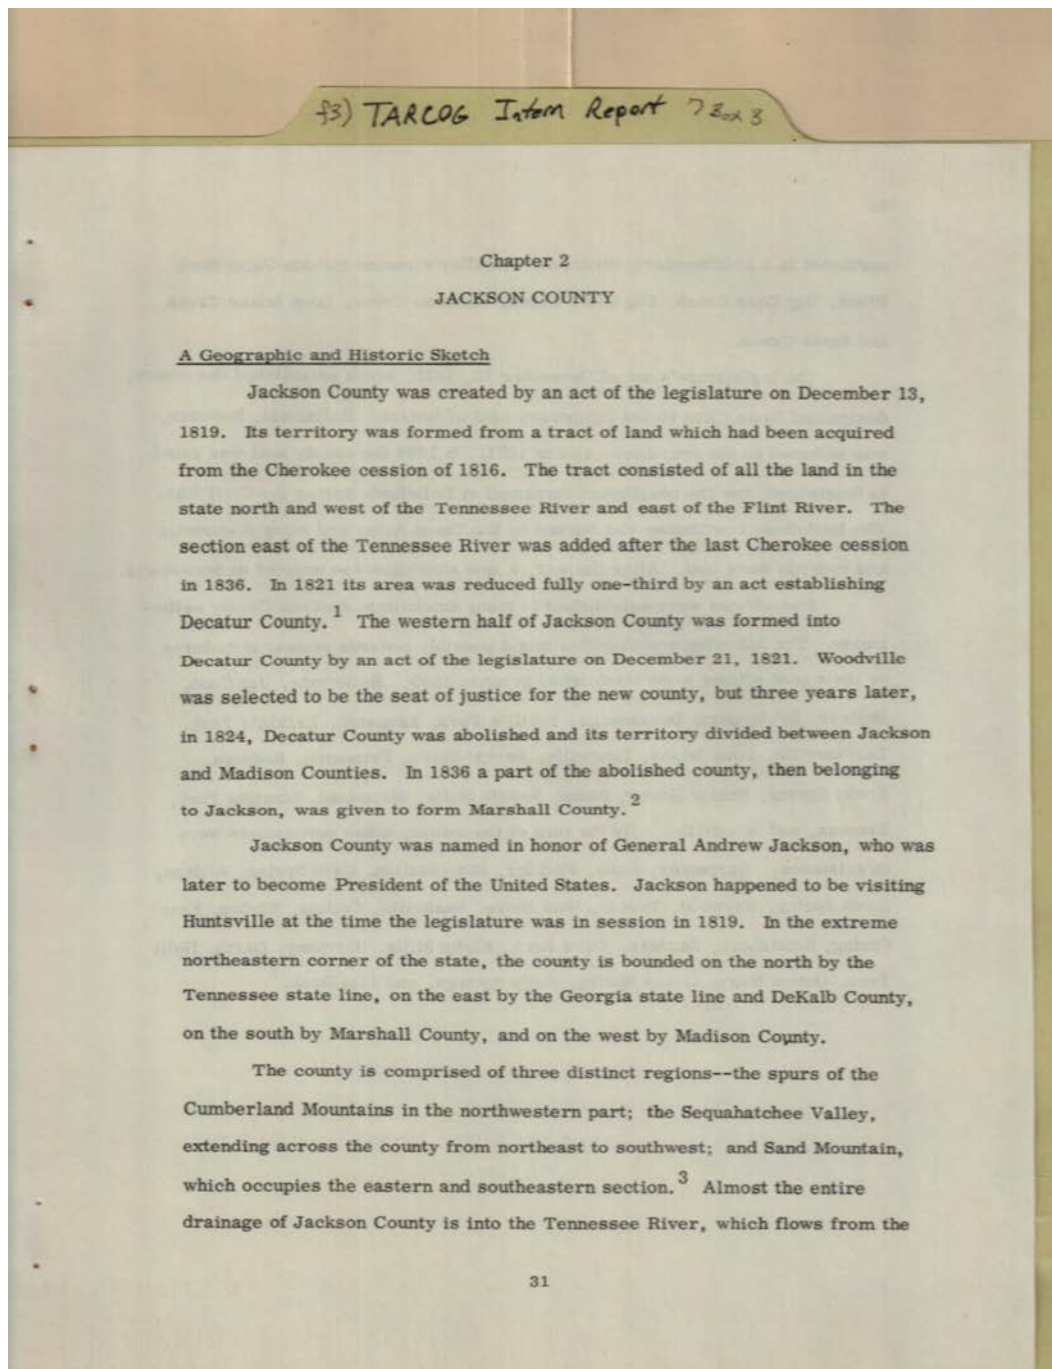 f3) TARCOG Intern Report 7 Box 3
Chapter 2
JACKSON COUNTY
A Geographic and Historic Sketch
Jackson County was created by an act of the legislature on December 13,
1819. Its territory was formed from a tract of land which had been acquired
from the Cherokee cession of 1816. The tract consisted of all the land in the
state north and west of the Tennessee River and east of the Flint River. The
section east of the Tennessee River was added after the last Cherokee cession
in 1836. In 1821 its area was reduced fully one-third by an act establishing
Decatur County. 1 The western half of Jackson County was formed into
Decatur County by an act of the legislature on December 21, 1821. Woodville
was selected to be the seat of justice for the new county, but three years later,
in 1824, Decatur County was abolished and its territory divided between Jackson
and Madison Counties. In 1836 a part of the abolished county, then belonging
to Jackson, was given to form Marshall County. 2
Jackson County was named in honor of General Andrew Jackson, who was
later to become President of the United States. Jackson happened to be visiting
Huntsville at the time the legislature was in session in 1819. In the extreme
northeastern corner of the state, the county is bounded on the north by the
Tennessee state line, on the east by the Georgia state line and DeKalb County,
on the south by Marshall County, and on the west by Madison County.
The county is comprised of three distinct regions--the spurs of the
Cumberland Mountains in the northwestern part; the Sequahatchee Valley,
extending across the county from northeast to southwest; and Sand Mountain,
which occupies the eastern and southeastern section. 3 Almost the entire
drainage of Jackson County is into the Tennessee River, which flows from the
31